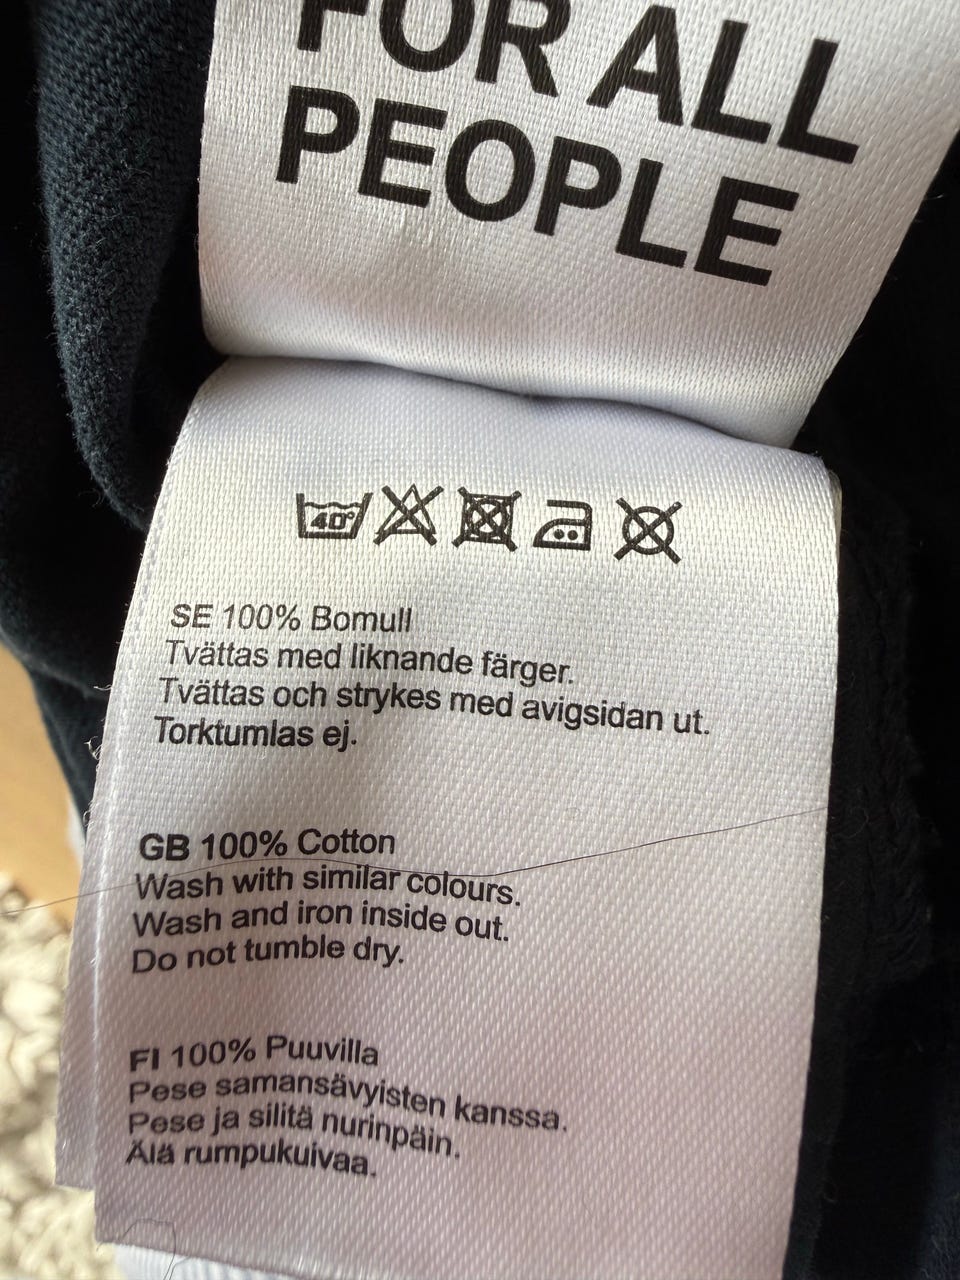 FOR ALL
PEOPLE
40°
SE 100% Bomull
Tvättas med liknande färger.
Tvättas och strykes med avigsidan ut.
Torktumlas ej.
GB 100% Cotton
Wash with similar colours.
Wash and iron inside out.
Do not tumble dry.
FI 100% Puuvilla
Pese samansävyisten kanssa.
Pese ja silitä nurinpäin.
Älä rumpukuivaa.